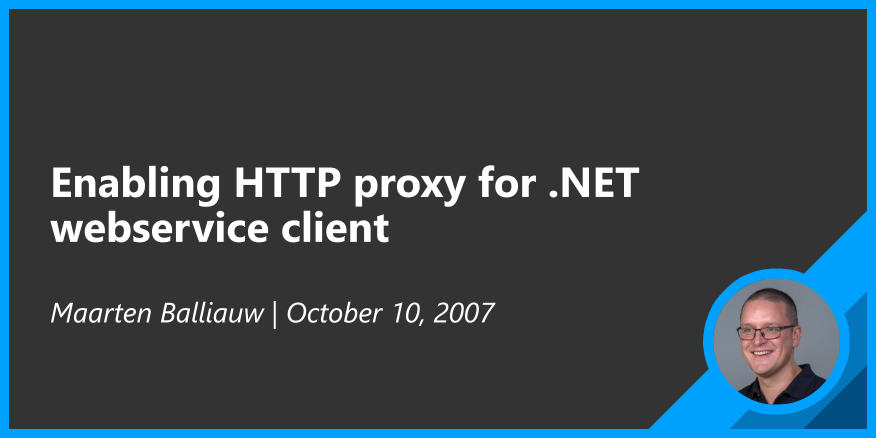 Enabling HTTP proxy for .NET
webservice client
Maarten Balliauw | October 10, 2007